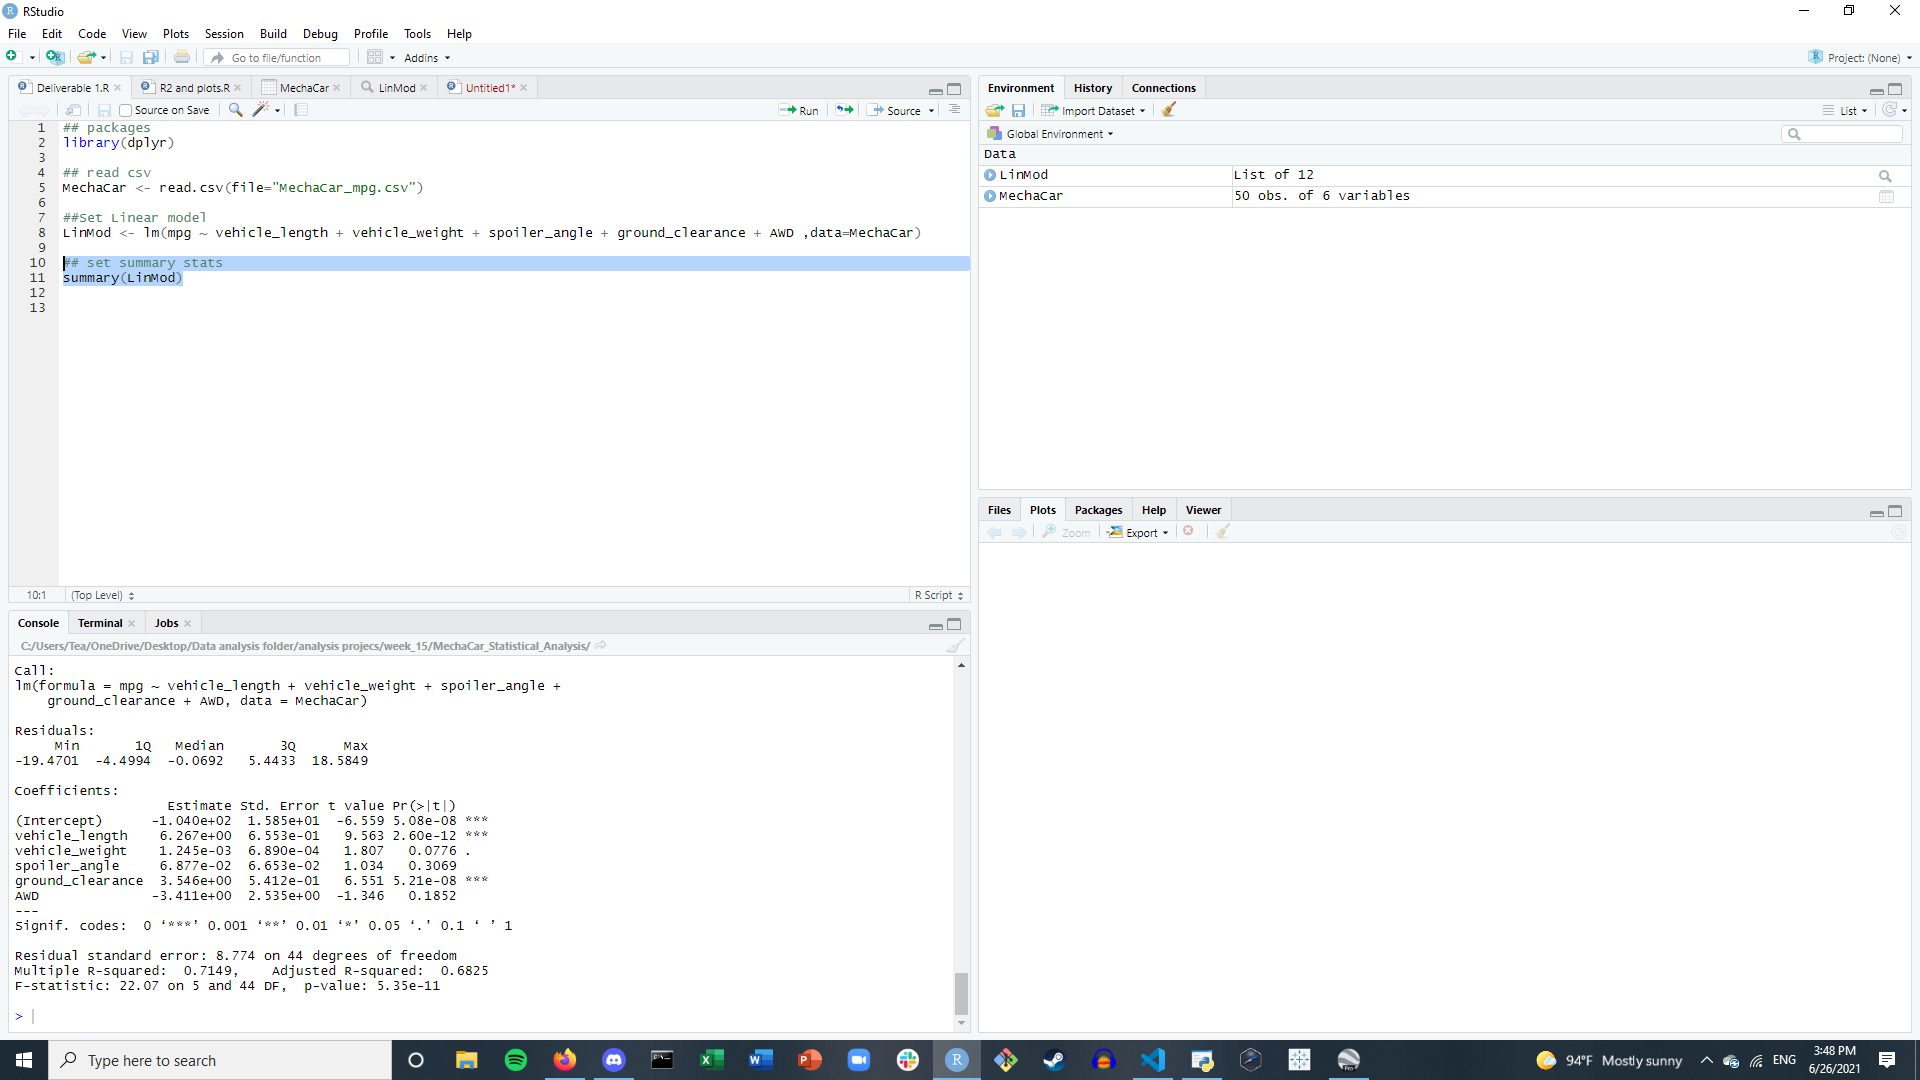 RStudio
File Edit Code View Plots Session Build Debug Profile Tools Help
Go to file/function Addins Project: (None)
Deliverable 1.R R2 and plots.R MechaCar LinMod Untitled1*
Source on Save Run Source
1 ## packages
2 library(dplyr)
3
4 ## read csv
5 MechaCar <- read.csv(file="MechaCar_mpg.csv")
6
7 ##Set Linear model
8 LinMod <- lm(mpg ~ vehicle_length + vehicle_weight + spoiler_angle + ground_clearance + AWD ,data=MechaCar)
9
10 ## set summary stats
11 summary(LinMod)
12
13
10:1 (Top Level) R Script
Console Terminal Jobs
C:/Users/Tea/OneDrive/Desktop/Data analysis folder/analysis projecs/week_15/MechaCar_Statistical_Analysis/
Call:
lm(formula = mpg ~ vehicle_length + vehicle_weight + spoiler_angle +
ground_clearance + AWD, data = MechaCar)
Residuals:
Min 1Q Median 3Q Max
-19.4701 -4.4994 -0.0692 5.4433 18.5849
Coefficients:
Estimate Std. Error t value Pr(>|t|)
(Intercept) -1.040e+02 1.585e+01 -6.559 5.08e-08 ***
vehicle_length 6.267e+00 6.553e-01 9.563 2.60e-12 ***
vehicle_weight 1.245e-03 6.890e-04 1.807 0.0776 .
spoiler_angle 6.877e-02 6.653e-02 1.034 0.3069
ground_clearance 3.546e+00 5.412e-01 6.551 5.21e-08 ***
AWD -3.411e+00 2.535e+00 -1.346 0.1852
---
Signif. codes: 0 ‘***’ 0.001 ‘**’ 0.01 ‘*’ 0.05 ‘.’ 0.1 ‘ ’ 1
Residual standard error: 8.774 on 44 degrees of freedom
Multiple R-squared: 0.7149, Adjusted R-squared: 0.6825
F-statistic: 22.07 on 5 and 44 DF, p-value: 5.35e-11
>
Environment History Connections
Import Dataset List
Global Environment
Data
LinMod List of 12
MechaCar 50 obs. of 6 variables
Files Plots Packages Help Viewer
Zoom Export
Type here to search
94°F Mostly sunny ENG
3:48 PM
6/26/2021